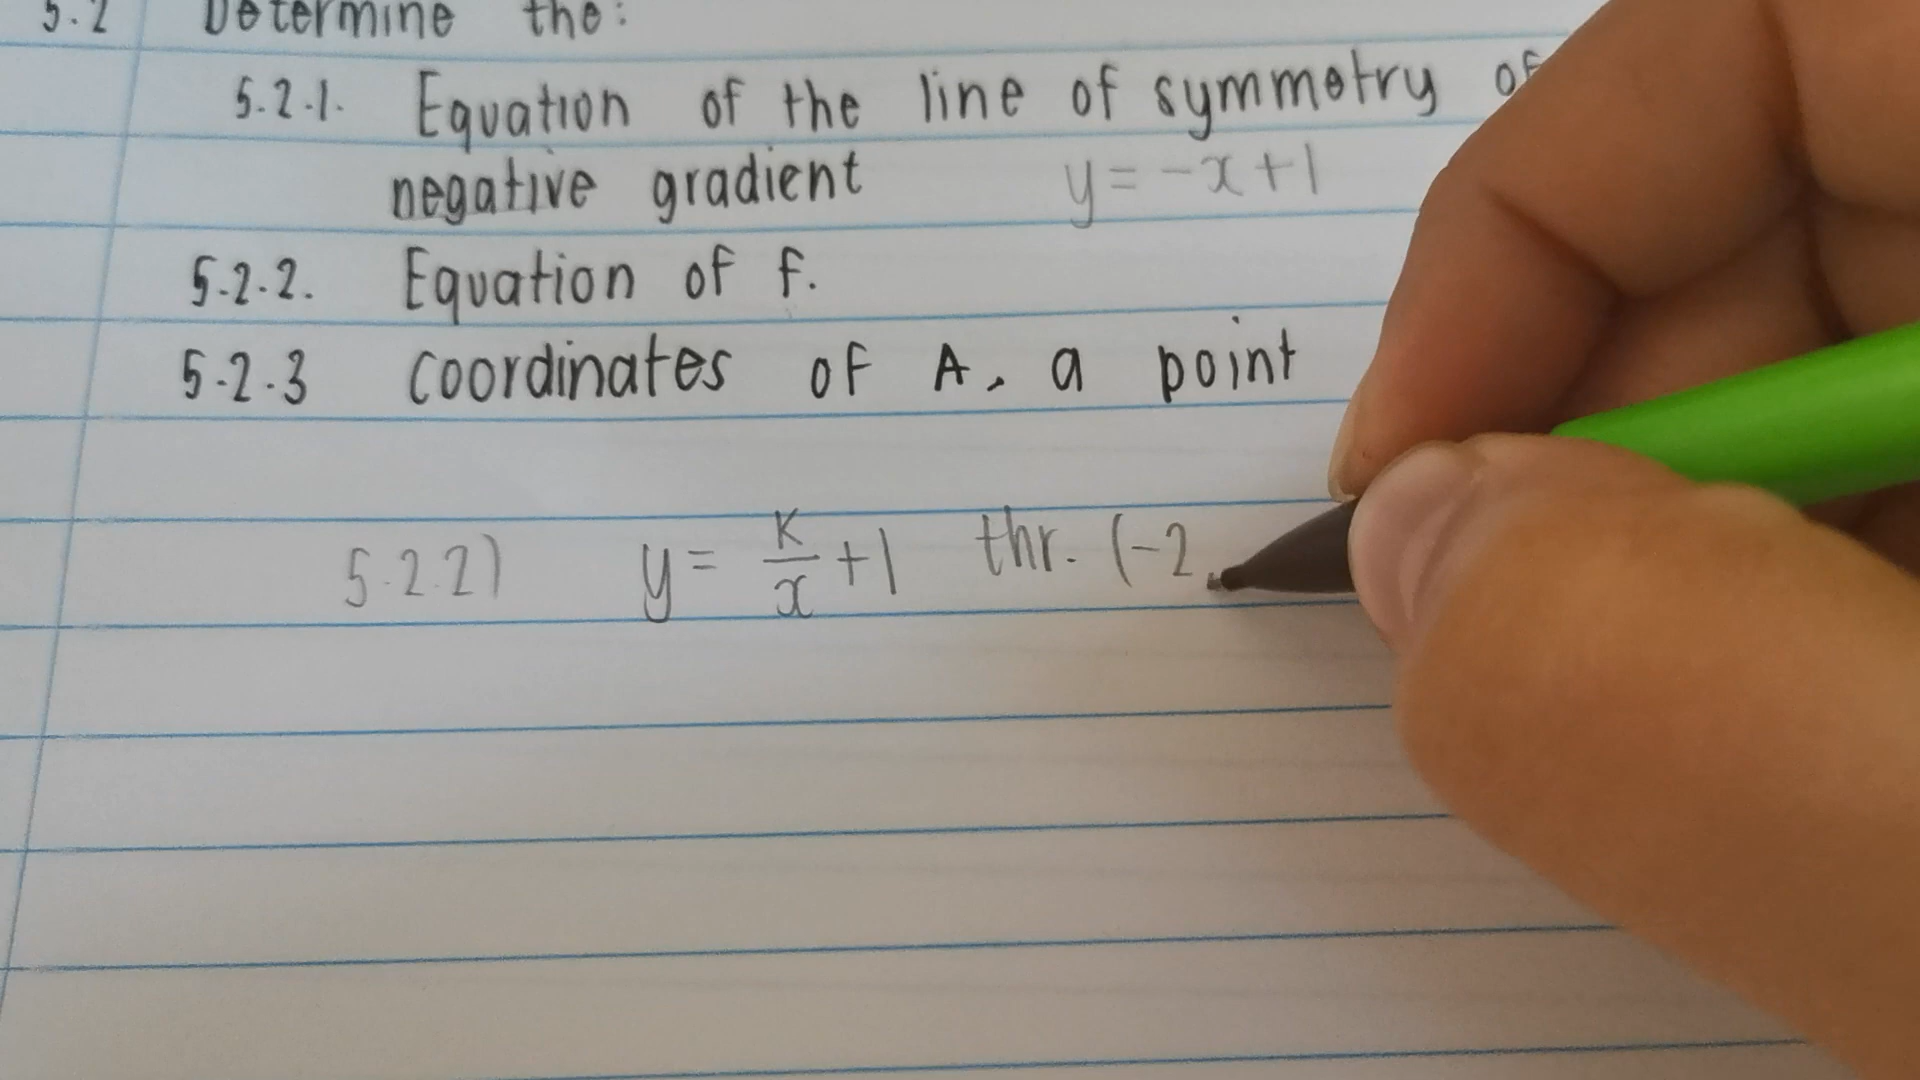 5.2 Determine the:
5.2.1. Equation of the line of symmetry of
negative gradient y = -x + 1
5.2.2. Equation of f.
5.2.3 coordinates of A, a point
5.2.2) y = k/x + 1 thr. (-2,